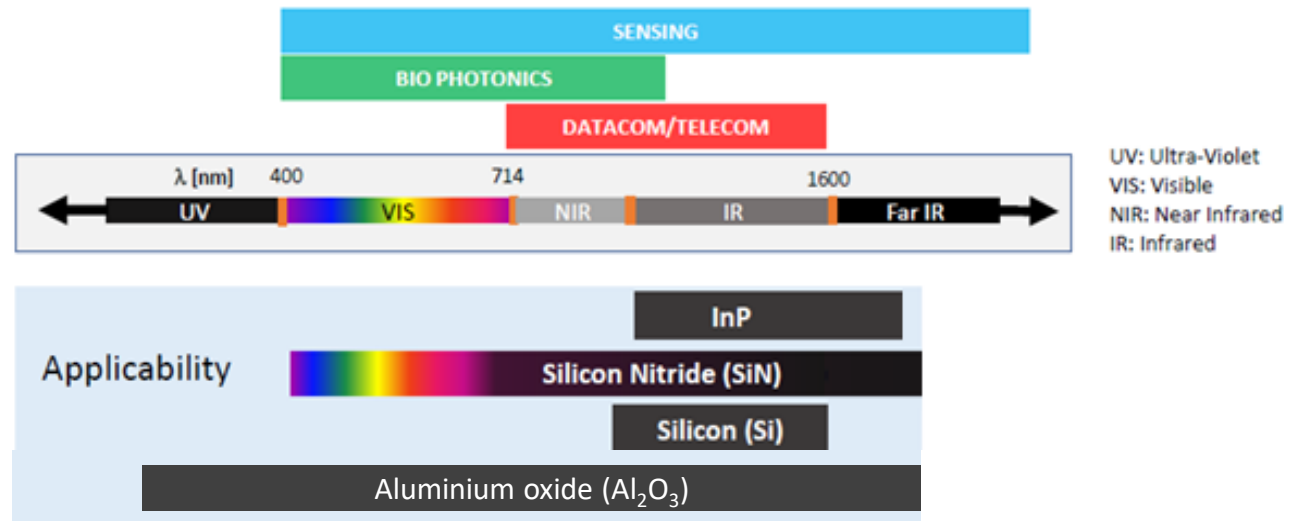 SENSING
BIO PHOTONICS
DATACOM/TELECOM
λ [nm] 400 714 1600
UV VIS NIR IR Far IR
UV: Ultra-Violet
VIS: Visible
NIR: Near Infrared
IR: Infrared
InP
Applicability
Silicon Nitride (SiN)
Silicon (Si)
Aluminium oxide (Al₂O₃)